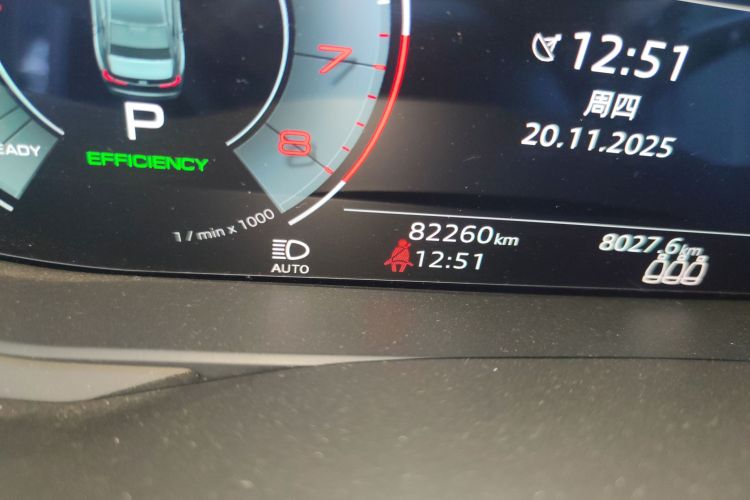 12:51
周四
20.11.2025
7
P
8
EADY
EFFICIENCY
1/min x 1000
AUTO
82260km
8027.6km
12:51